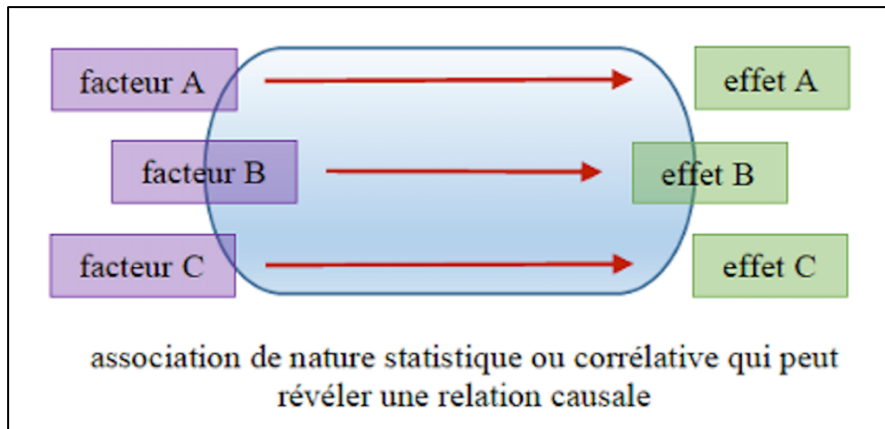 facteur A
effet A
facteur B
effet B
facteur C
effet C
association de nature statistique ou corrélative qui peut
révéler une relation causale